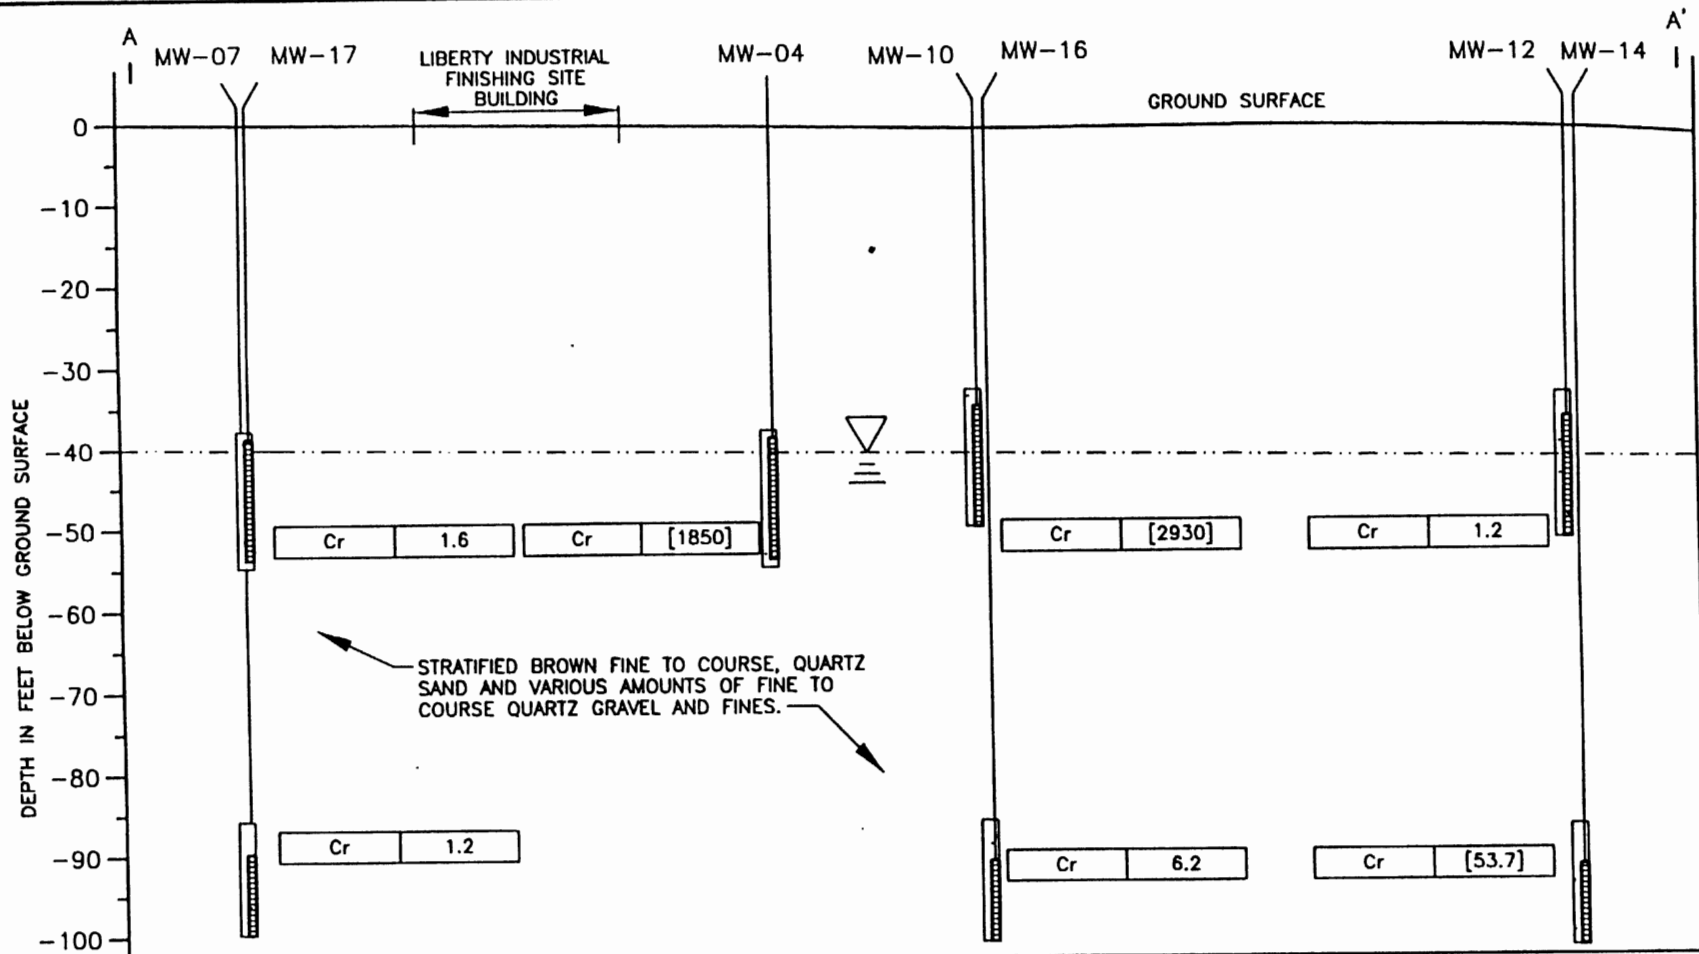 A
A'
MW-07 MW-17
LIBERTY INDUSTRIAL
FINISHING SITE
BUILDING
MW-04
MW-10 MW-16
MW-12 MW-14
GROUND SURFACE
0
-10
-20
-30
-40
-50
-60
-70
-80
-90
-100
DEPTH IN FEET BELOW GROUND SURFACE
Cr 1.6
Cr [1850]
Cr [2930]
Cr 1.2
STRATIFIED BROWN FINE TO COURSE, QUARTZ
SAND AND VARIOUS AMOUNTS OF FINE TO
COURSE QUARTZ GRAVEL AND FINES.
Cr 1.2
Cr 6.2
Cr [53.7]